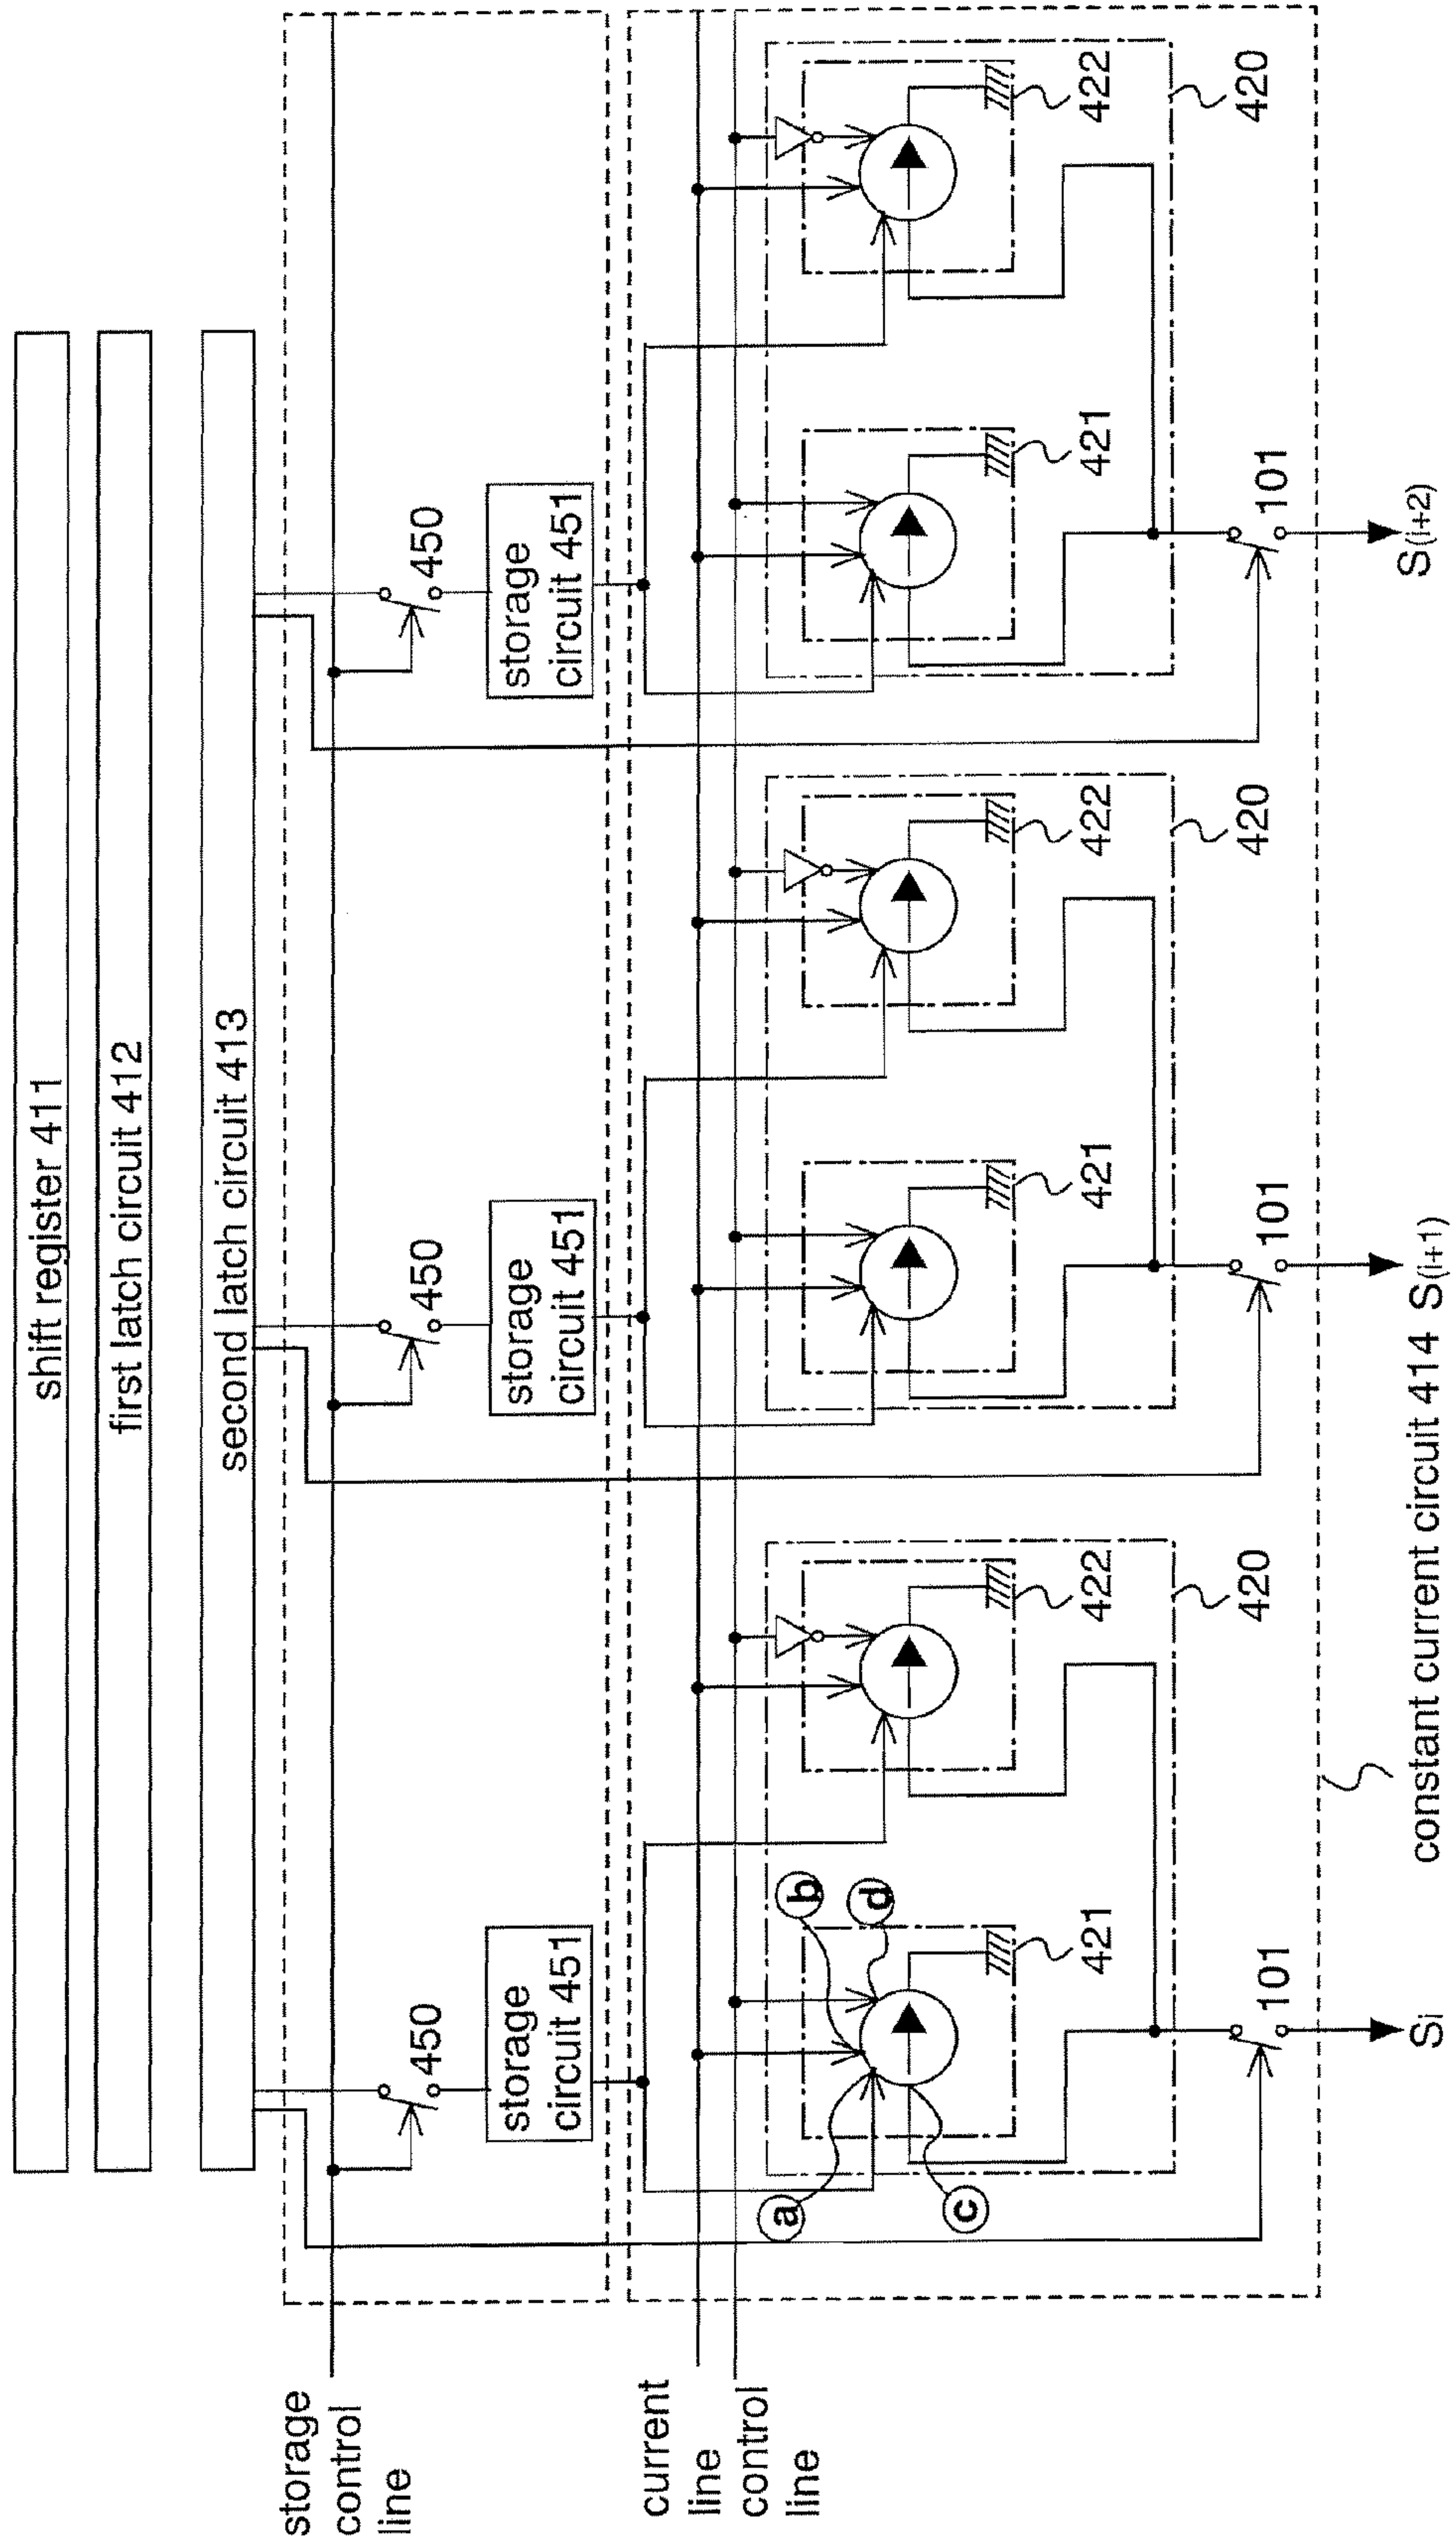 shift register 411
first latch circuit 412
second latch circuit 413
storage
control
line
450
450
450
storage
circuit 451
storage
circuit 451
storage
circuit 451
current
line
control
line
a
b
c
d
421
422
420
421
422
420
421
422
420
101
101
101
Si
S(i+1)
S(i+2)
constant current circuit 414